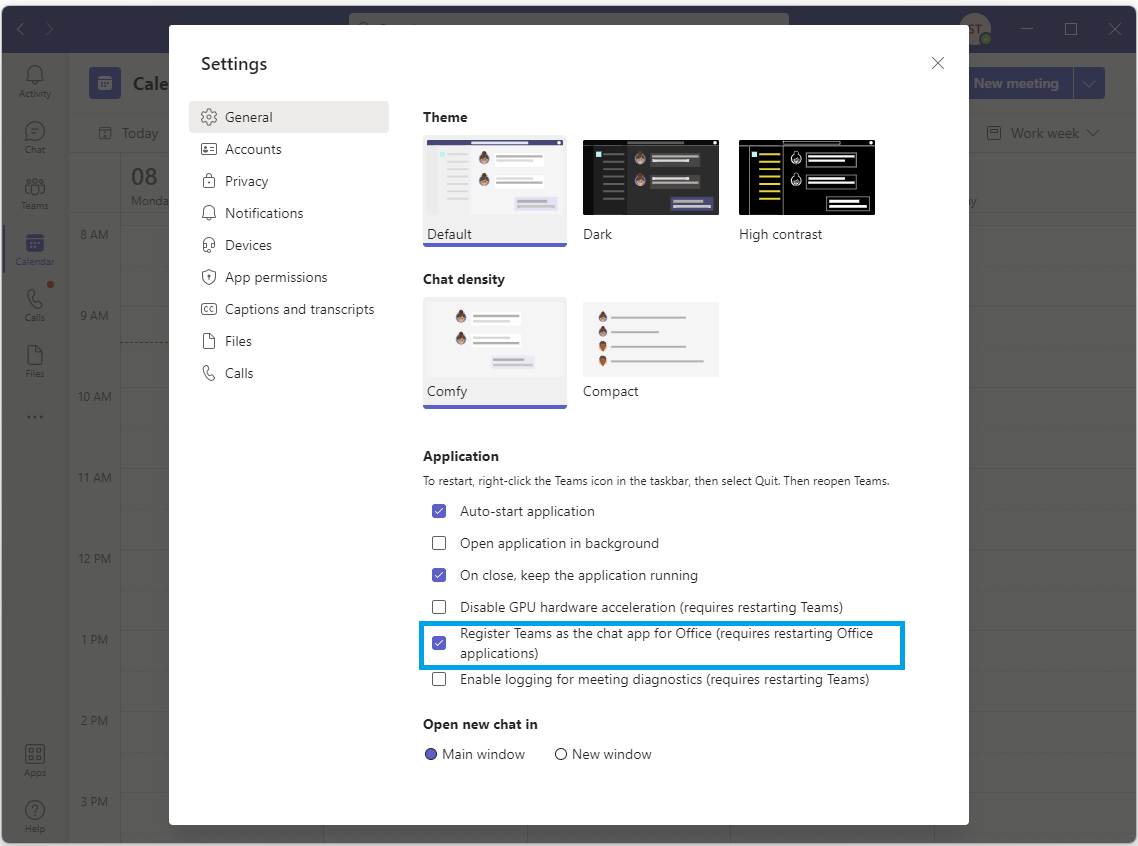 ST
Activity
Chat
Teams
Calendar
Calls
Files
Apps
Help
Cale
New meeting
Today
Work week
08
Monda
8 AM
9 AM
10 AM
11 AM
12 PM
1 PM
2 PM
3 PM
Settings
General
Accounts
Privacy
Notifications
Devices
App permissions
CC Captions and transcripts
Files
Calls
Theme
Default
Dark
High contrast
Chat density
Comfy
Compact
Application
To restart, right-click the Teams icon in the taskbar, then select Quit. Then reopen Teams.
Auto-start application
Open application in background
On close, keep the application running
Disable GPU hardware acceleration (requires restarting Teams)
Register Teams as the chat app for Office (requires restarting Office
applications)
Enable logging for meeting diagnostics (requires restarting Teams)
Open new chat in
Main window
New window